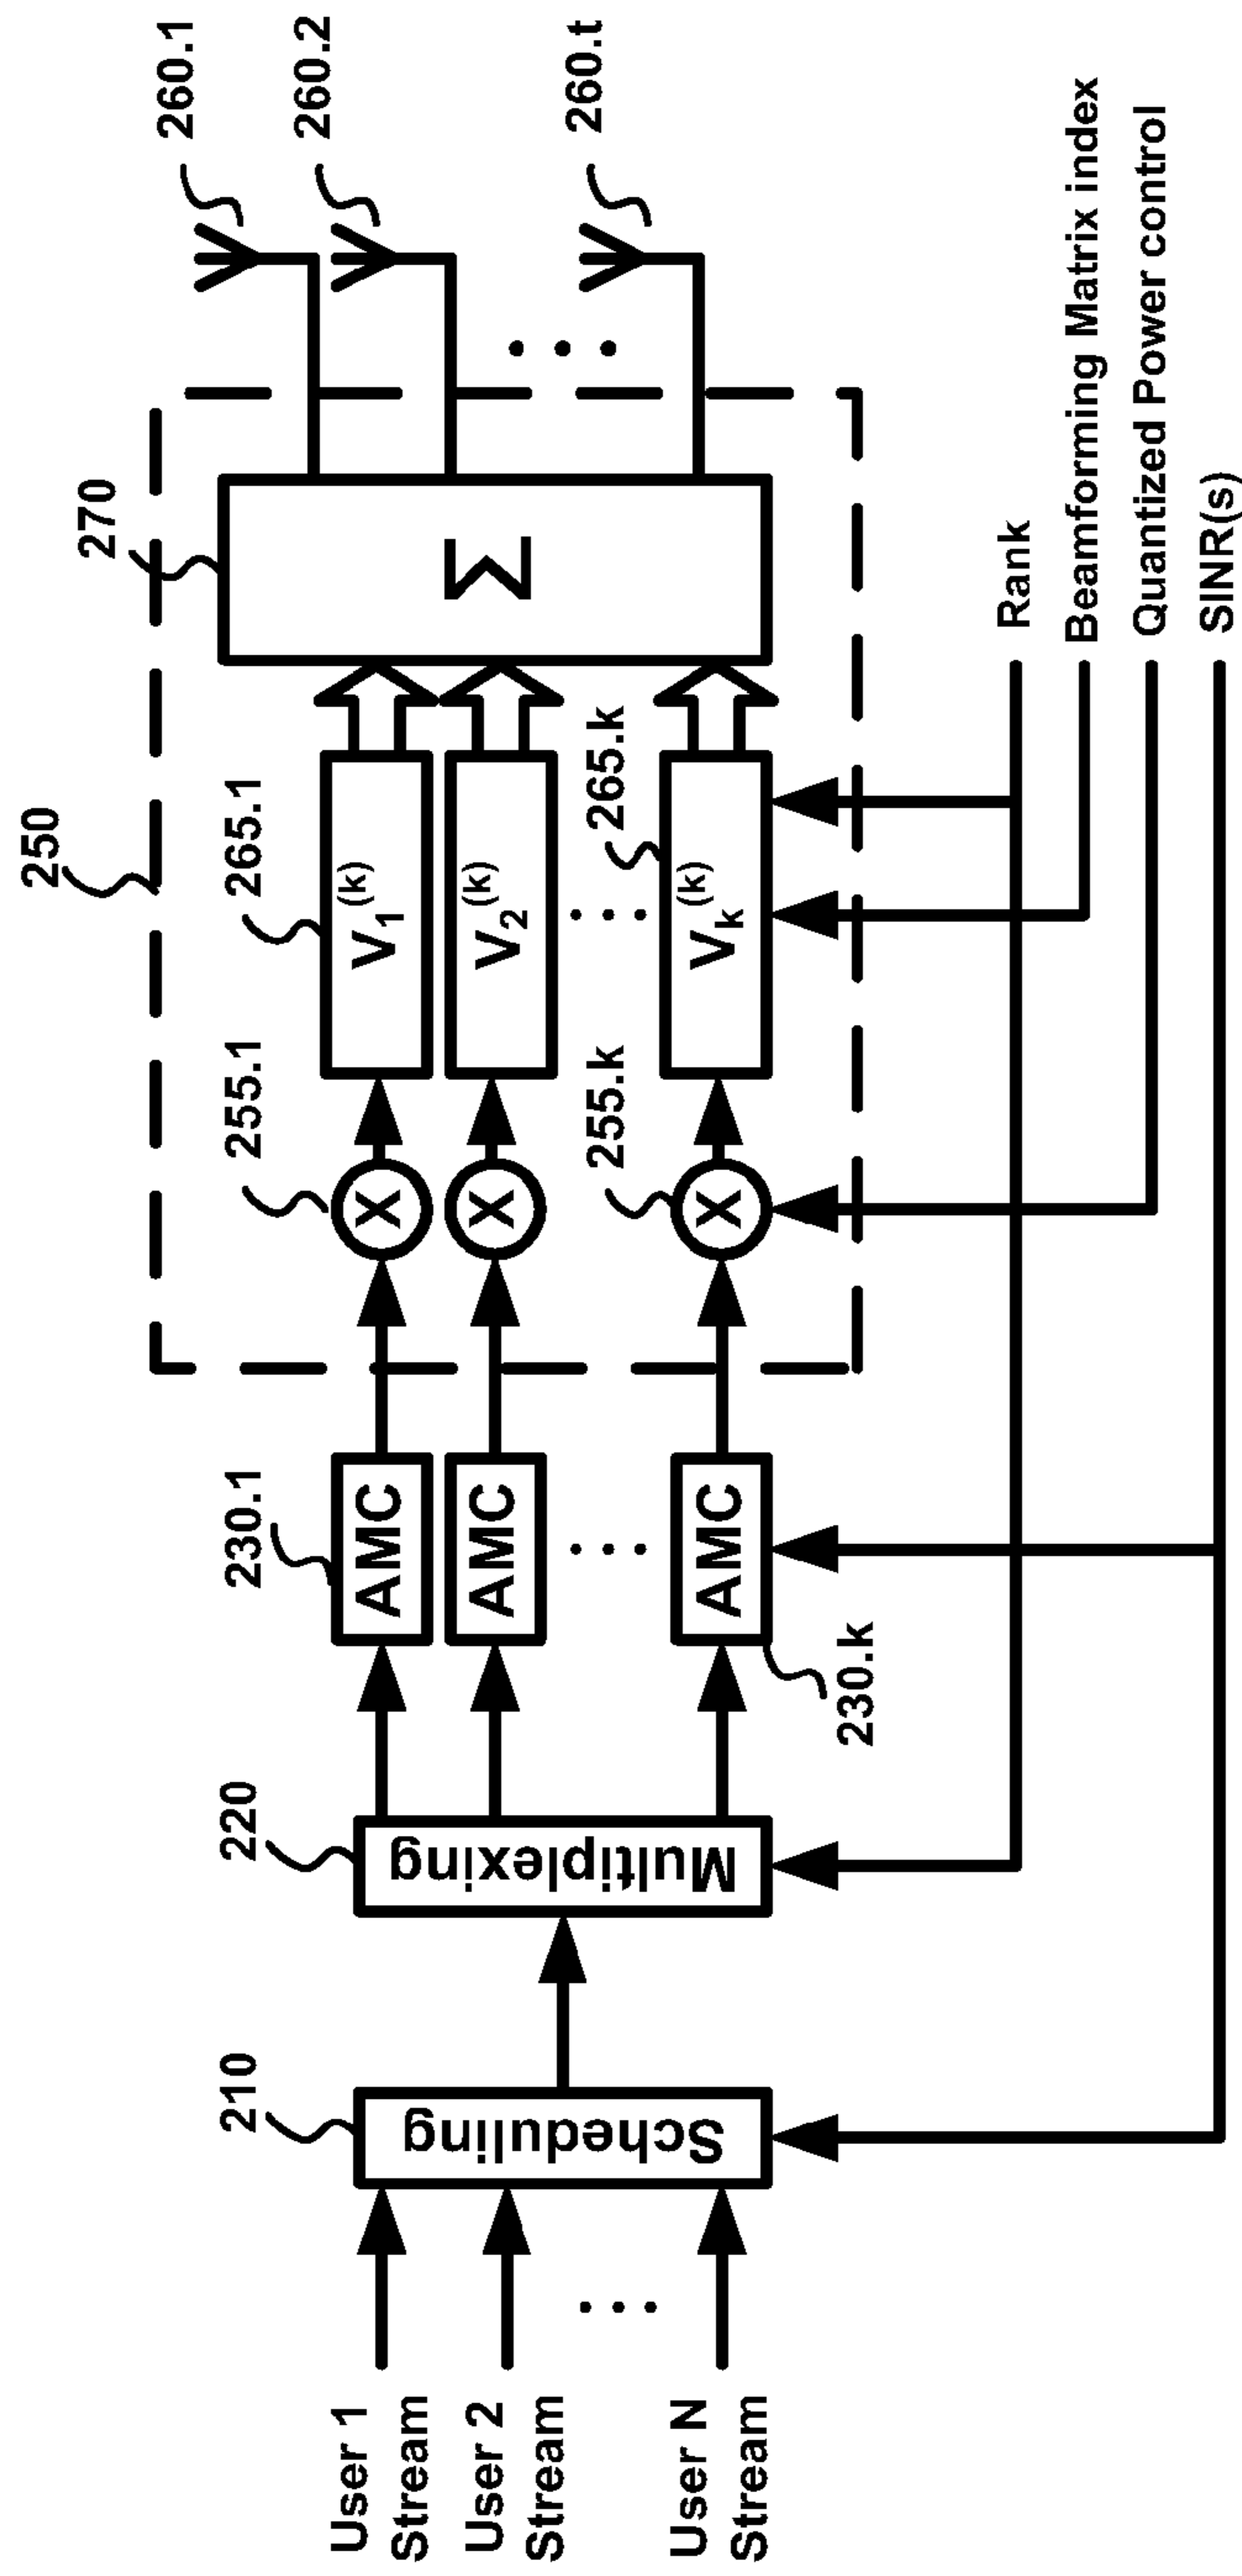 260.1
260.2
260.t
270
250
Σ
265.1
265.k
V1(k)
V2(k)
Vk(k)
255.1
255.k
X
X
X
230.1
AMC
AMC
AMC
230.k
220
Multiplexing
210
Scheduling
User 1
Stream
User 2
Stream
User N
Stream
Rank
Beamforming Matrix index
Quantized Power control
SINR(s)